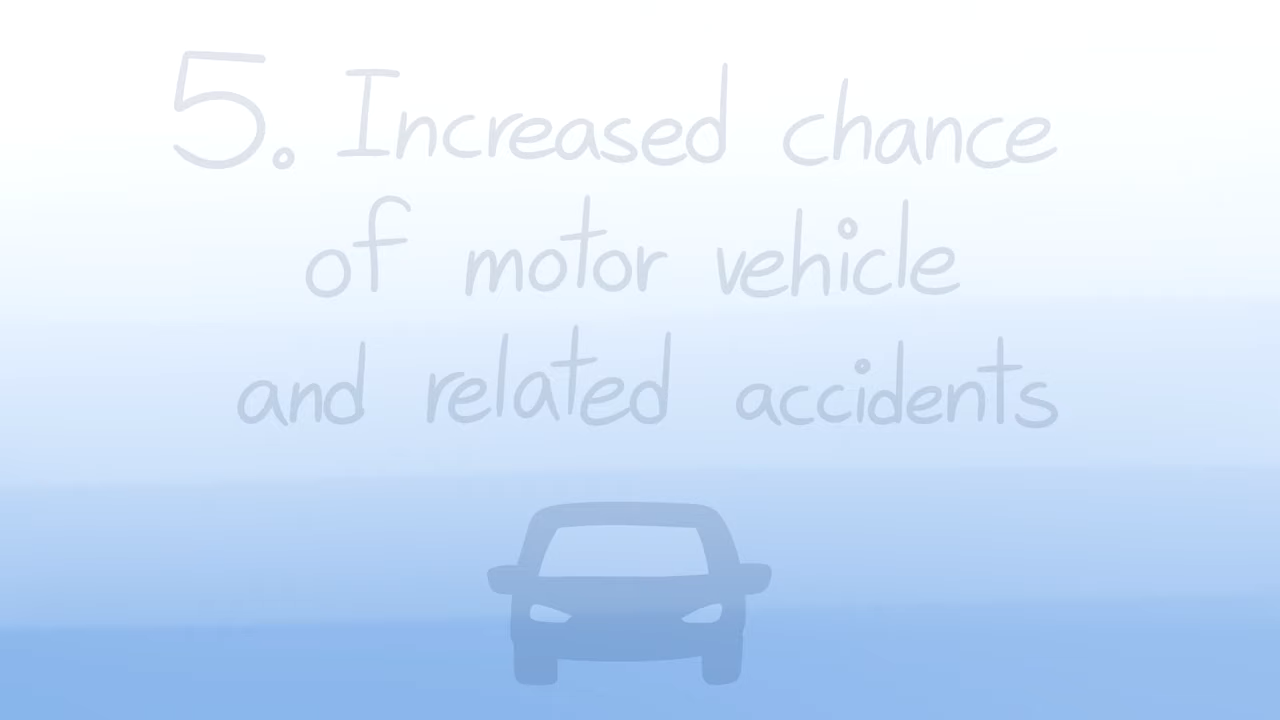 5. Increased chance
of motor vehicle
and related accidents